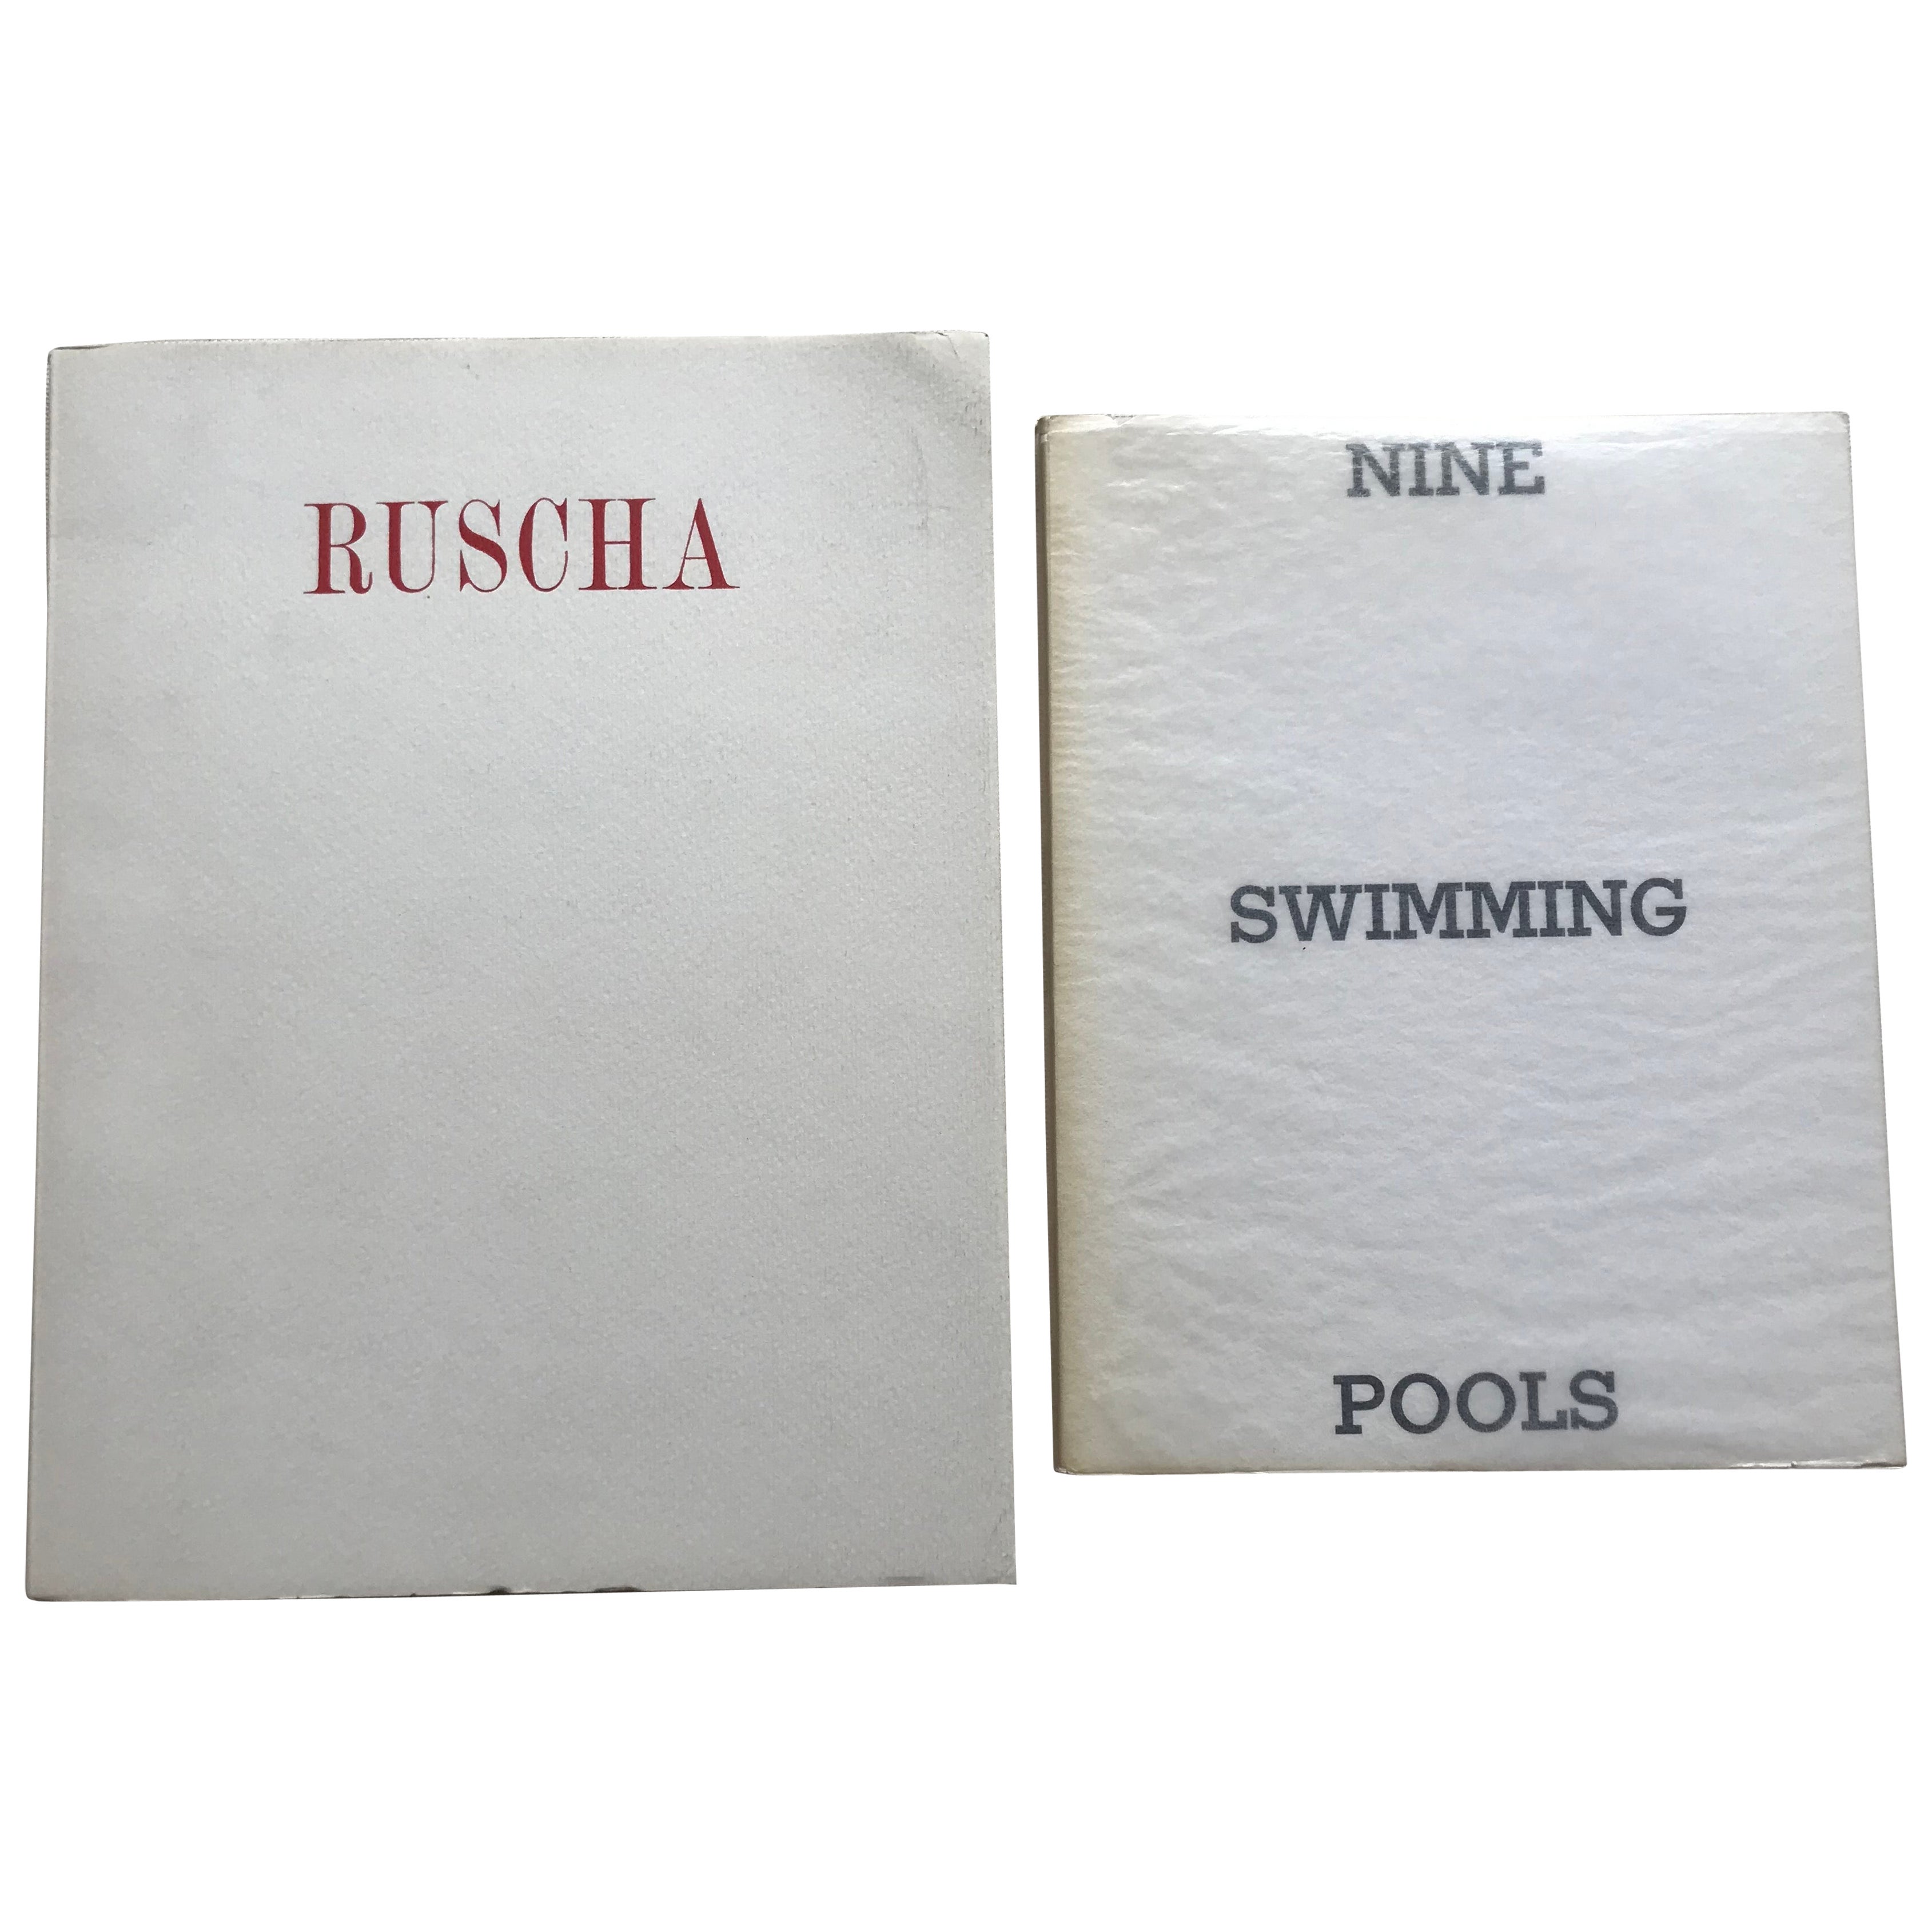 RUSCHA
NINE
SWIMMING
POOLS